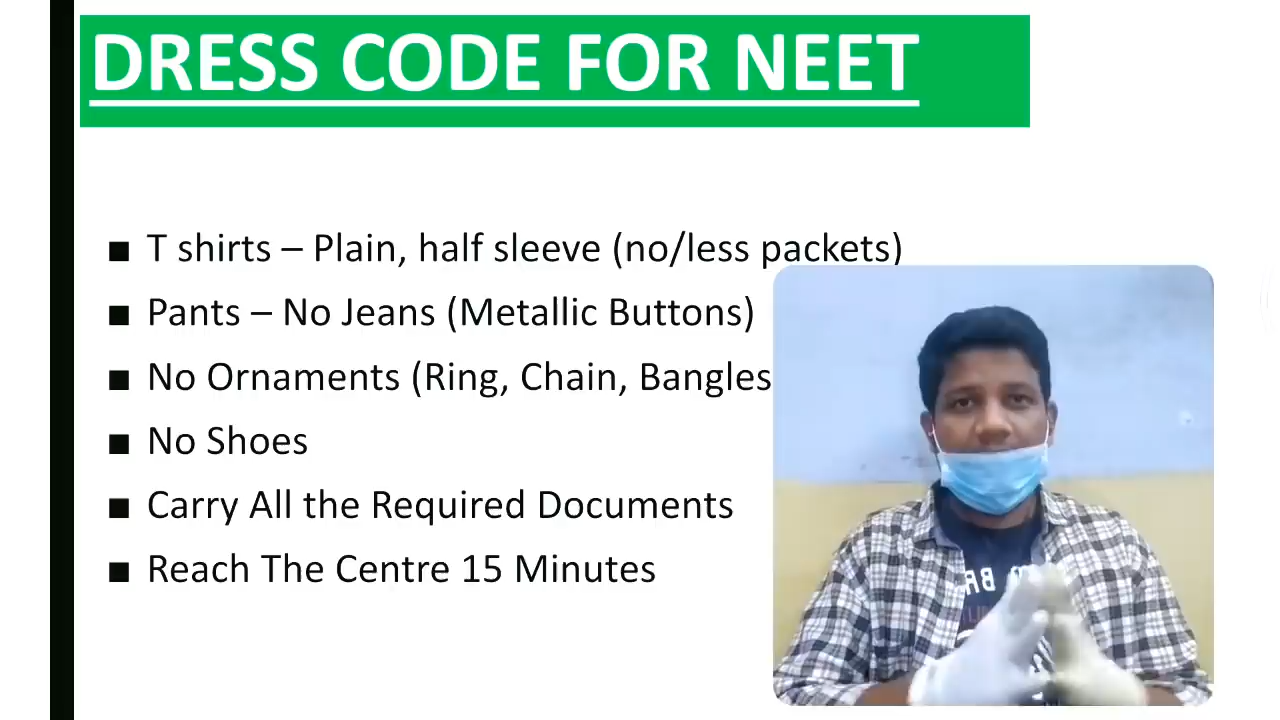 DRESS CODE FOR NEET
T shirts – Plain, half sleeve (no/less packets)
Pants – No Jeans (Metallic Buttons)
No Ornaments (Ring, Chain, Bangles
No Shoes
Carry All the Required Documents
Reach The Centre 15 Minutes